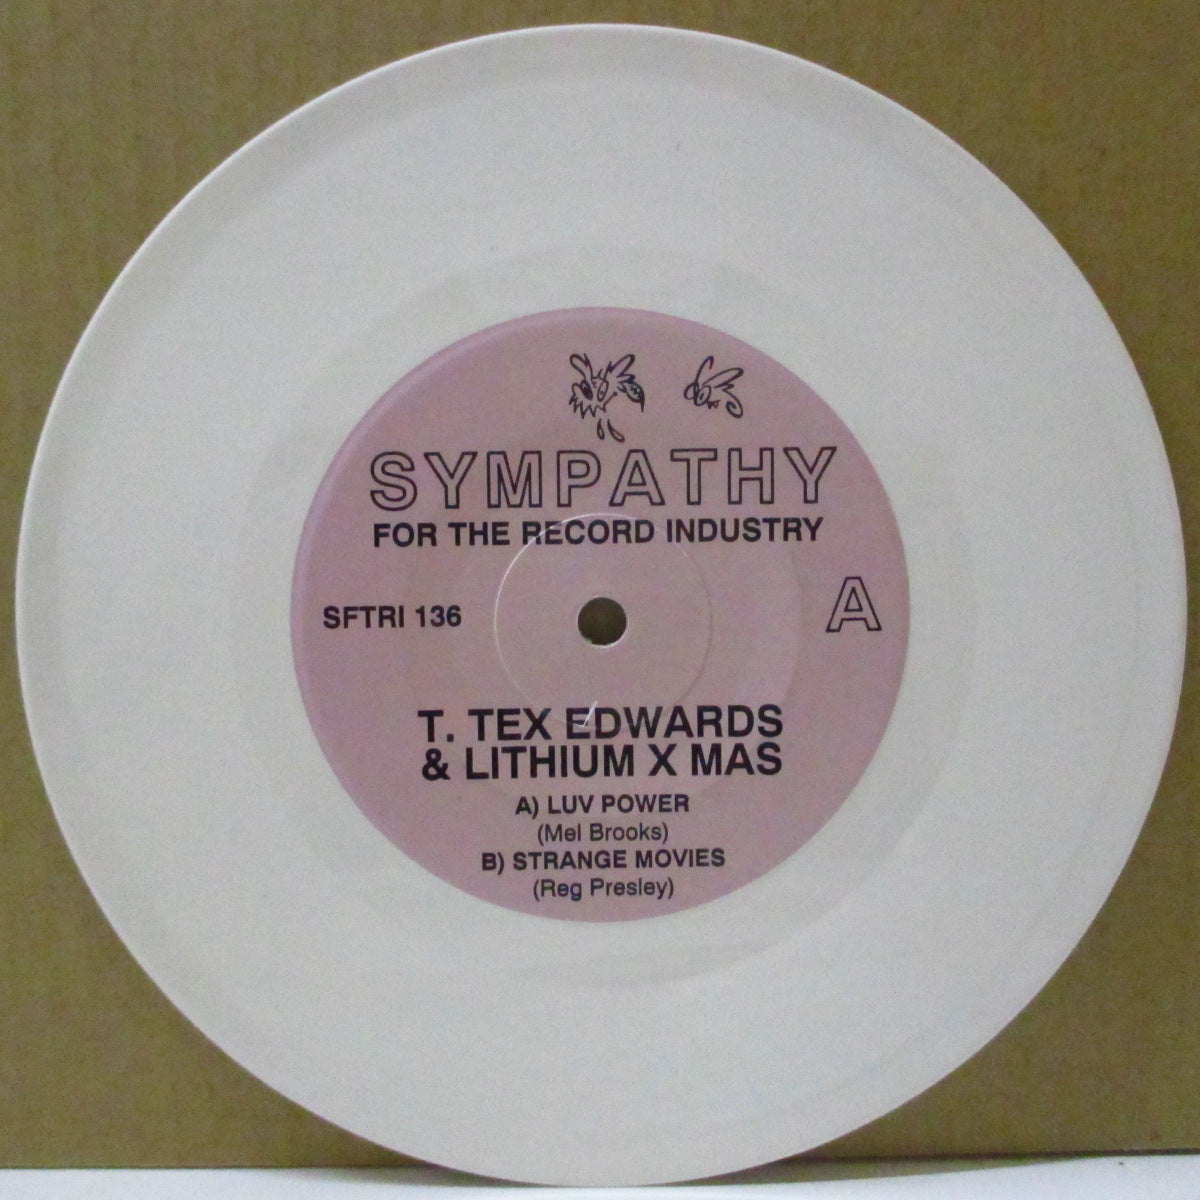 SYMPATHY
FOR THE RECORD INDUSTRY
SFTRI 136
A
T. TEX EDWARDS
& LITHIUM X MAS
A) LUV POWER
(Mel Brooks)
B) STRANGE MOVIES
(Reg Presley)